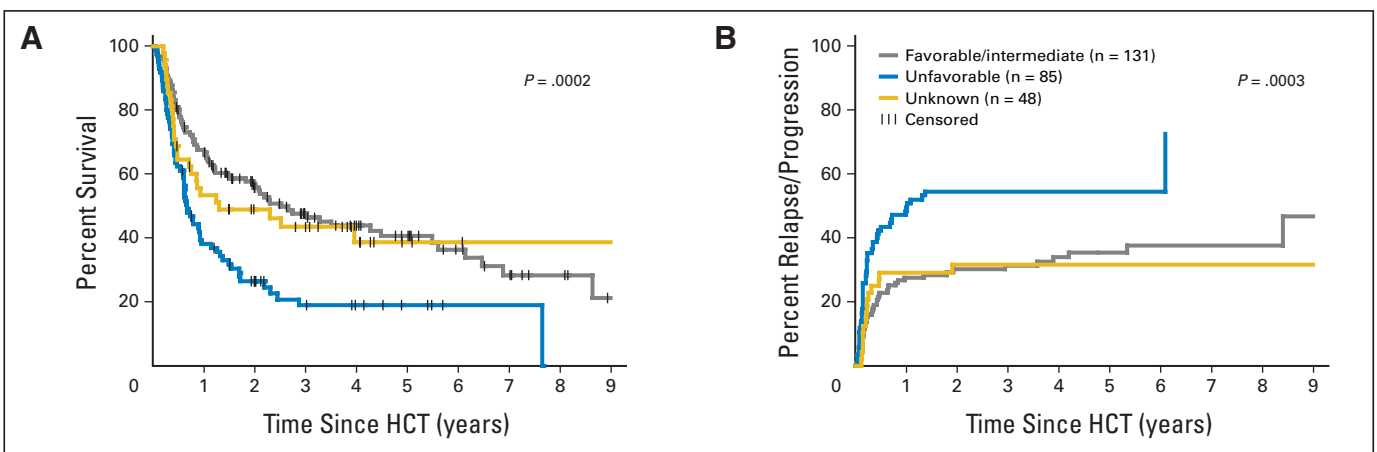 A
Percent Survival
100
80
60
40
20
0
1 2 3 4 5 6 7 8 9
Time Since HCT (years)
P = .0002
B
Percent Relapse/Progression
100
80
60
40
20
0
1 2 3 4 5 6 7 8 9
Time Since HCT (years)
Favorable/intermediate (n = 131)
Unfavorable (n = 85)
Unknown (n = 48)
Censored
P = .0003